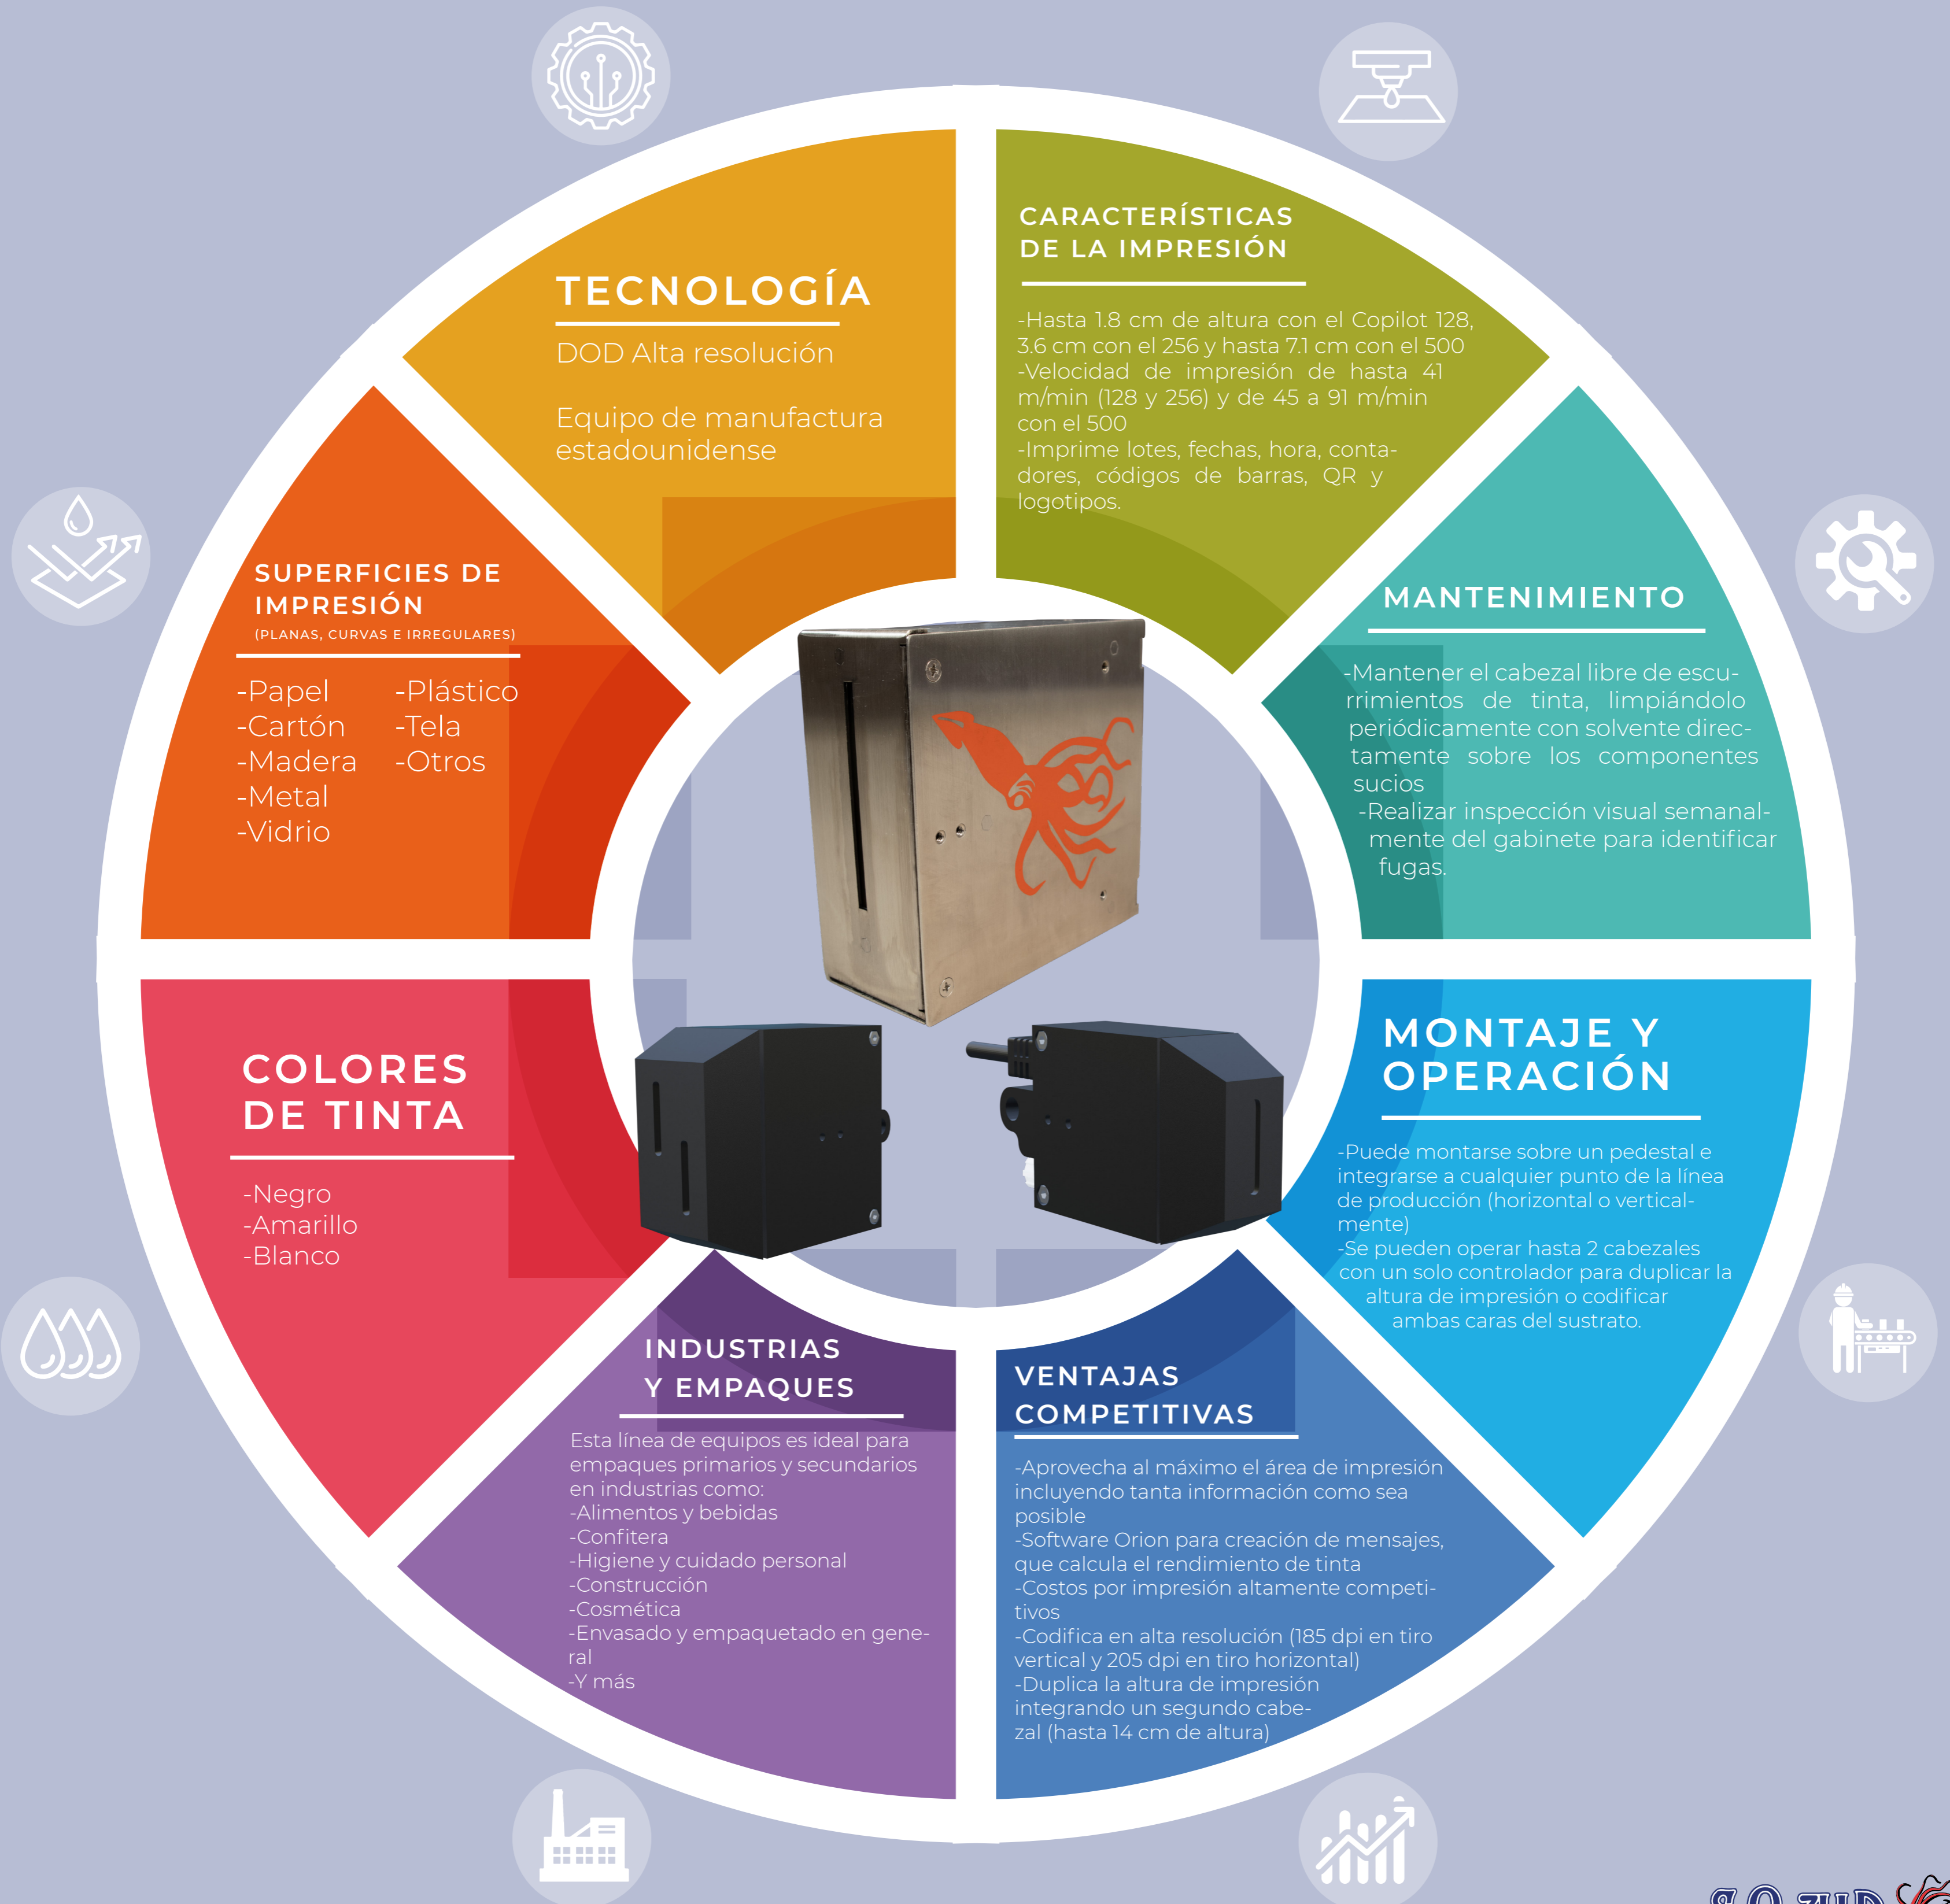 TECNOLOGÍA
DOD Alta resolución
Equipo de manufactura
estadounidense
CARACTERÍSTICAS
DE LA IMPRESIÓN
-Hasta 1.8 cm de altura con el Copilot 128,
3.6 cm con el 256 y hasta 7.1 cm con el 500
-Velocidad de impresión de hasta 41
m/min (128 y 256) y de 45 a 91 m/min
con el 500
-Imprime lotes, fechas, hora, conta-
dores, códigos de barras, QR y
logotipos.
MANTENIMIENTO
-Mantener el cabezal libre de escu-
rrimientos de tinta, limpiándolo
periódicamente con solvente direc-
tamente sobre los componentes
sucios
-Realizar inspección visual semanal-
mente del gabinete para identificar
fugas.
MONTAJE Y
OPERACIÓN
-Puede montarse sobre un pedestal e
integrarse a cualquier punto de la línea
de producción (horizontal o vertical-
mente)
-Se pueden operar hasta 2 cabezales
con un solo controlador para duplicar la
altura de impresión o codificar
ambas caras del sustrato.
VENTAJAS
COMPETITIVAS
-Aprovecha al máximo el área de impresión
incluyendo tanta información como sea
posible
-Software Orion para creación de mensajes,
que calcula el rendimiento de tinta
-Costos por impresión altamente competi-
tivos
-Codifica en alta resolución (185 dpi en tiro
vertical y 205 dpi en tiro horizontal)
-Duplica la altura de impresión
integrando un segundo cabe-
zal (hasta 14 cm de altura)
INDUSTRIAS
Y EMPAQUES
Esta línea de equipos es ideal para
empaques primarios y secundarios
en industrias como:
-Alimentos y bebidas
-Confitera
-Higiene y cuidado personal
-Construcción
-Cosmética
-Envasado y empaquetado en gene-
ral
-Y más
COLORES
DE TINTA
-Negro
-Amarillo
-Blanco
SUPERFICIES DE
IMPRESIÓN
(PLANAS, CURVAS E IRREGULARES)
-Papel
-Cartón
-Madera
-Metal
-Vidrio
-Plástico
-Tela
-Otros